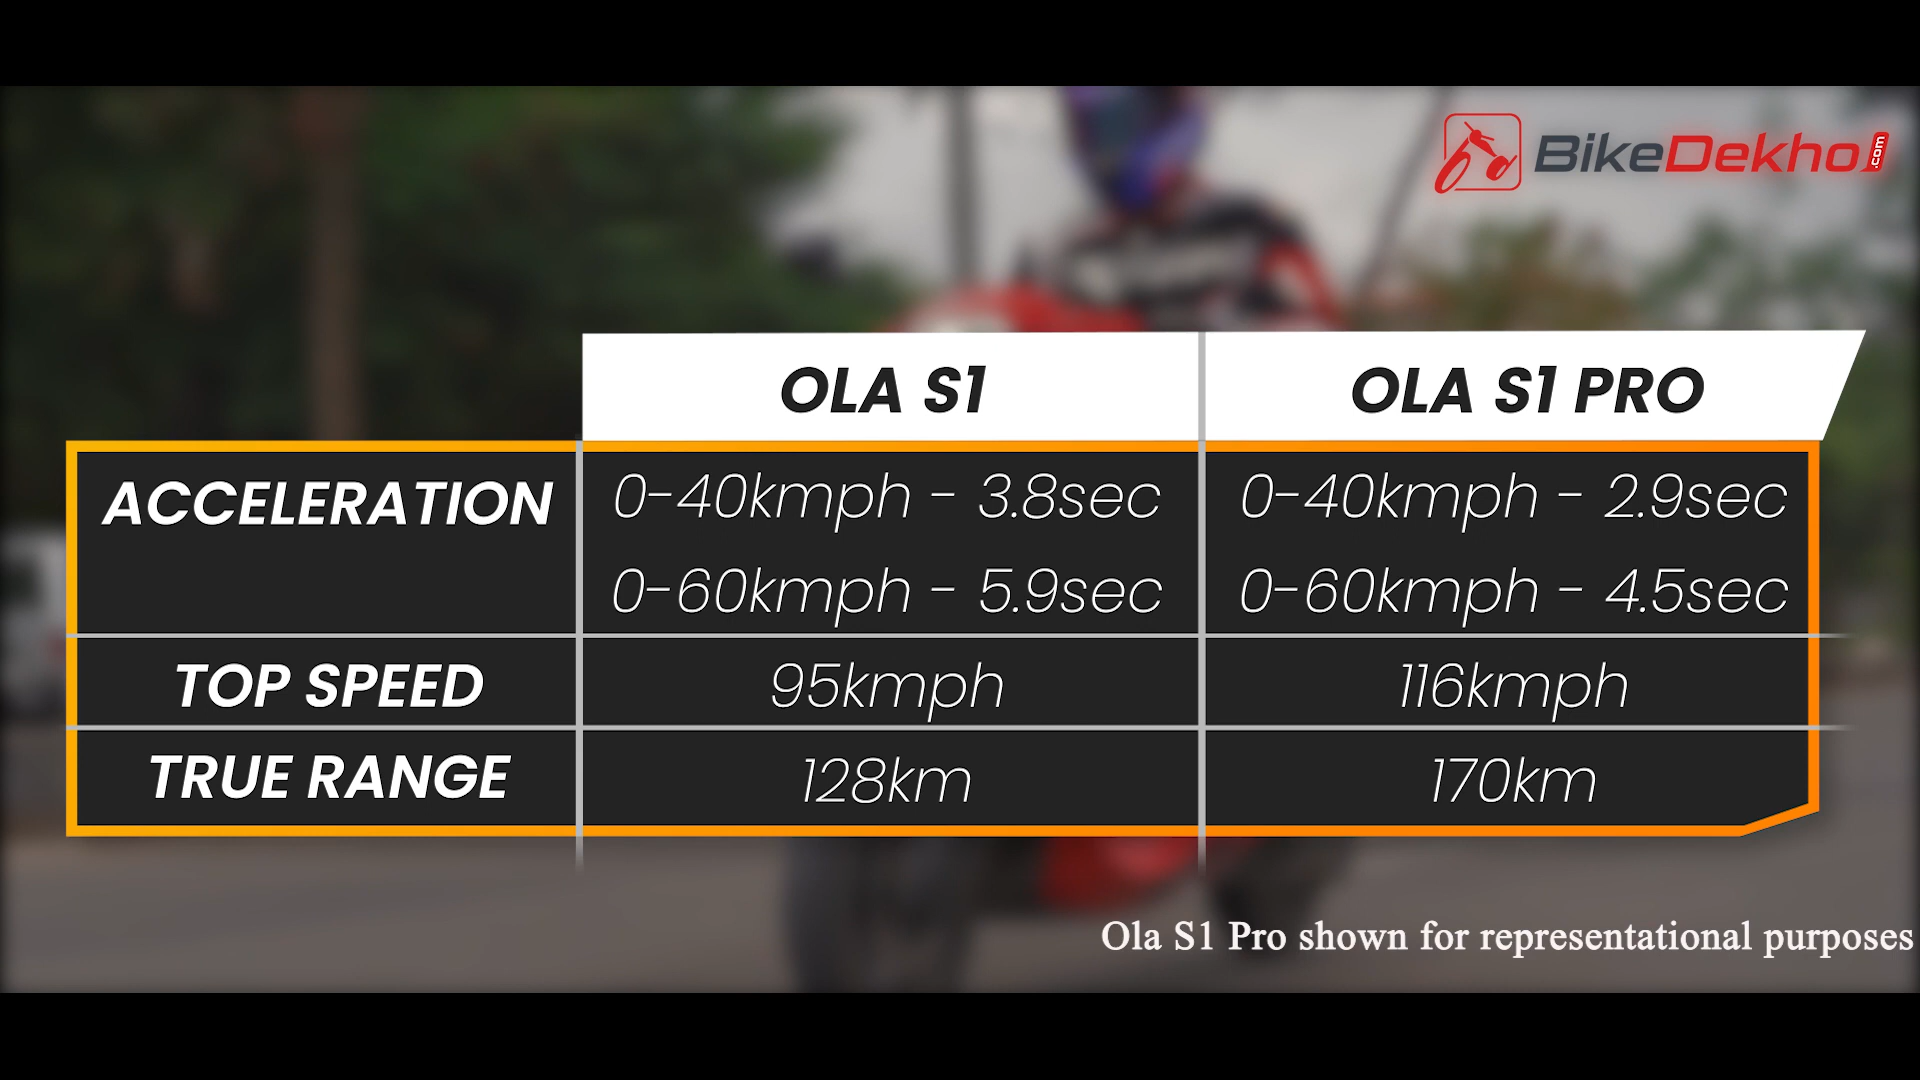 BikeDekho.com
OLA S1 OLA S1 PRO
ACCELERATION 0-40kmph - 3.8sec 0-40kmph - 2.9sec
0-60kmph - 5.9sec 0-60kmph - 4.5sec
TOP SPEED 95kmph 116kmph
TRUE RANGE 128km 170km
Ola S1 Pro shown for representational purposes